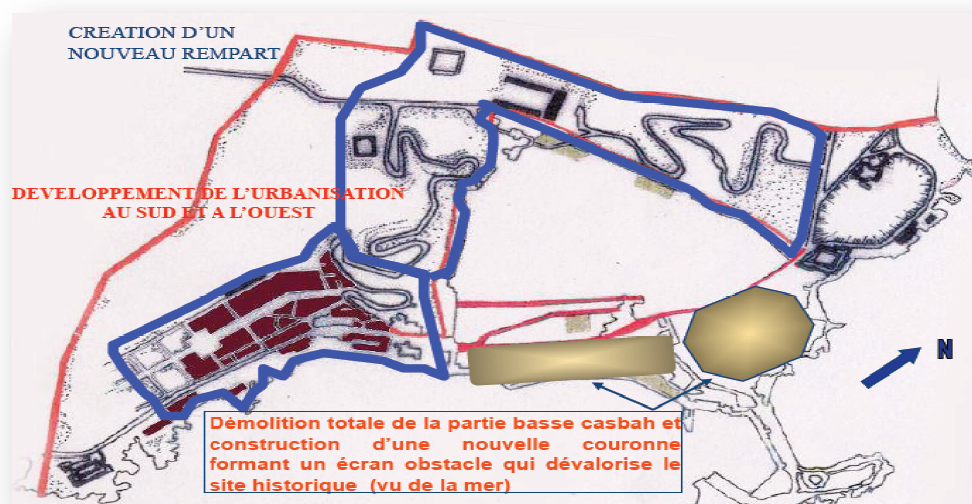 CREATION D'UN
NOUVEAU REMPART
DEVELOPPEMENT DE L'URBANISATION
AU SUD ET A L'OUEST
N
Démolition totale de la partie basse casbah et
construction d'une nouvelle couronne
formant un écran obstacle qui dévalorise le
site historique (vu de la mer)